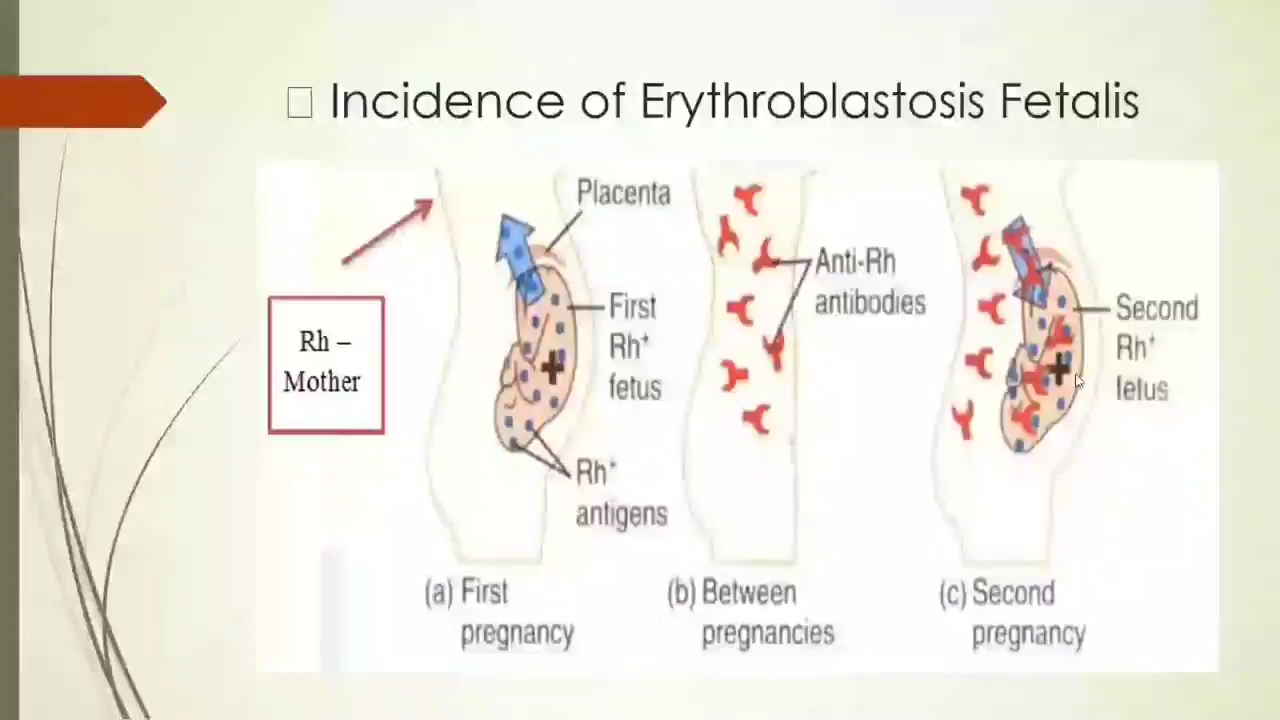 Incidence of Erythroblastosis Fetalis
Rh –
Mother
Placenta
First
Rh⁺
fetus
Rh⁺
antigens
(a) First
pregnancy
Anti-Rh
antibodies
(b) Between
pregnancies
Second
Rh⁺
fetus
(c) Second
pregnancy